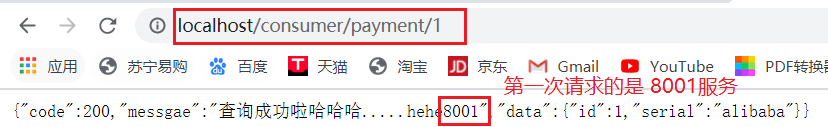 localhost/consumer/payment/1
应用 苏宁易购 百度 天猫 淘宝 JD 京东 Gmail YouTube PDF转换器
第一次请求的是 8001服务
{"code":200,"messgae":"查询成功啦哈哈哈.....hehe8001","data":{"id":1,"serial":"alibaba"}}